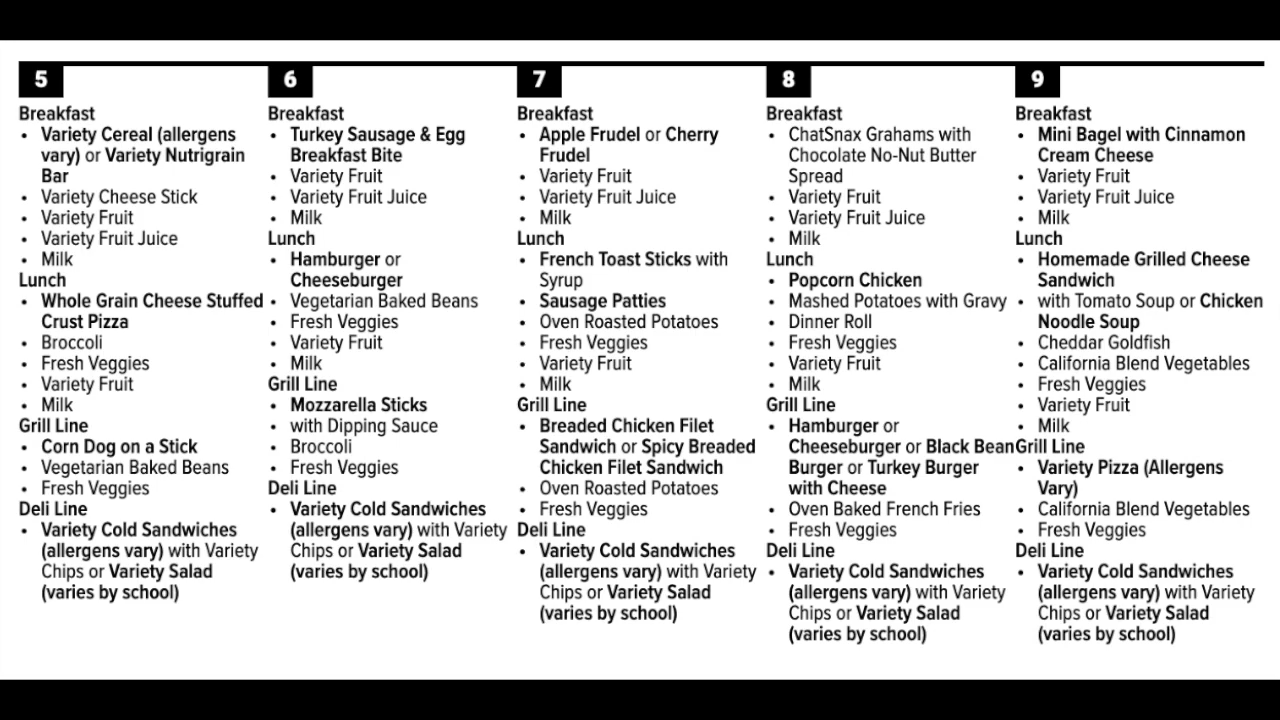 5
Breakfast
• Variety Cereal (allergens
vary) or Variety Nutrigrain
Bar
• Variety Cheese Stick
• Variety Fruit
• Variety Fruit Juice
• Milk
Lunch
• Whole Grain Cheese Stuffed
Crust Pizza
• Broccoli
• Fresh Veggies
• Variety Fruit
• Milk
Grill Line
• Corn Dog on a Stick
• Vegetarian Baked Beans
• Fresh Veggies
Deli Line
• Variety Cold Sandwiches
(allergens vary) with Variety
Chips or Variety Salad
(varies by school)
6
Breakfast
• Turkey Sausage & Egg
Breakfast Bite
• Variety Fruit
• Variety Fruit Juice
• Milk
Lunch
• Hamburger or
Cheeseburger
• Vegetarian Baked Beans
• Fresh Veggies
• Variety Fruit
• Milk
Grill Line
• Mozzarella Sticks
• with Dipping Sauce
• Broccoli
• Fresh Veggies
Deli Line
• Variety Cold Sandwiches
(allergens vary) with Variety
Chips or Variety Salad
(varies by school)
7
Breakfast
• Apple Frudel or Cherry
Frudel
• Variety Fruit
• Variety Fruit Juice
• Milk
Lunch
• French Toast Sticks with
Syrup
• Sausage Patties
• Oven Roasted Potatoes
• Fresh Veggies
• Variety Fruit
• Milk
Grill Line
• Breaded Chicken Filet
Sandwich or Spicy Breaded
Chicken Filet Sandwich
• Oven Roasted Potatoes
• Fresh Veggies
Deli Line
• Variety Cold Sandwiches
(allergens vary) with Variety
Chips or Variety Salad
(varies by school)
8
Breakfast
• ChatSnax Grahams with
Chocolate No-Nut Butter
Spread
• Variety Fruit
• Variety Fruit Juice
• Milk
Lunch
• Popcorn Chicken
• Mashed Potatoes with Gravy
• Dinner Roll
• Fresh Veggies
• Variety Fruit
• Milk
Grill Line
• Hamburger or
Cheeseburger or Black Bean
Burger or Turkey Burger
with Cheese
• Oven Baked French Fries
• Fresh Veggies
Deli Line
• Variety Cold Sandwiches
(allergens vary) with Variety
Chips or Variety Salad
(varies by school)
9
Breakfast
• Mini Bagel with Cinnamon
Cream Cheese
• Variety Fruit
• Variety Fruit Juice
• Milk
Lunch
• Homemade Grilled Cheese
Sandwich
• with Tomato Soup or Chicken
Noodle Soup
• Cheddar Goldfish
• California Blend Vegetables
• Fresh Veggies
• Variety Fruit
• Milk
Grill Line
• Variety Pizza (Allergens
Vary)
• California Blend Vegetables
• Fresh Veggies
Deli Line
• Variety Cold Sandwiches
(allergens vary) with Variety
Chips or Variety Salad
(varies by school)